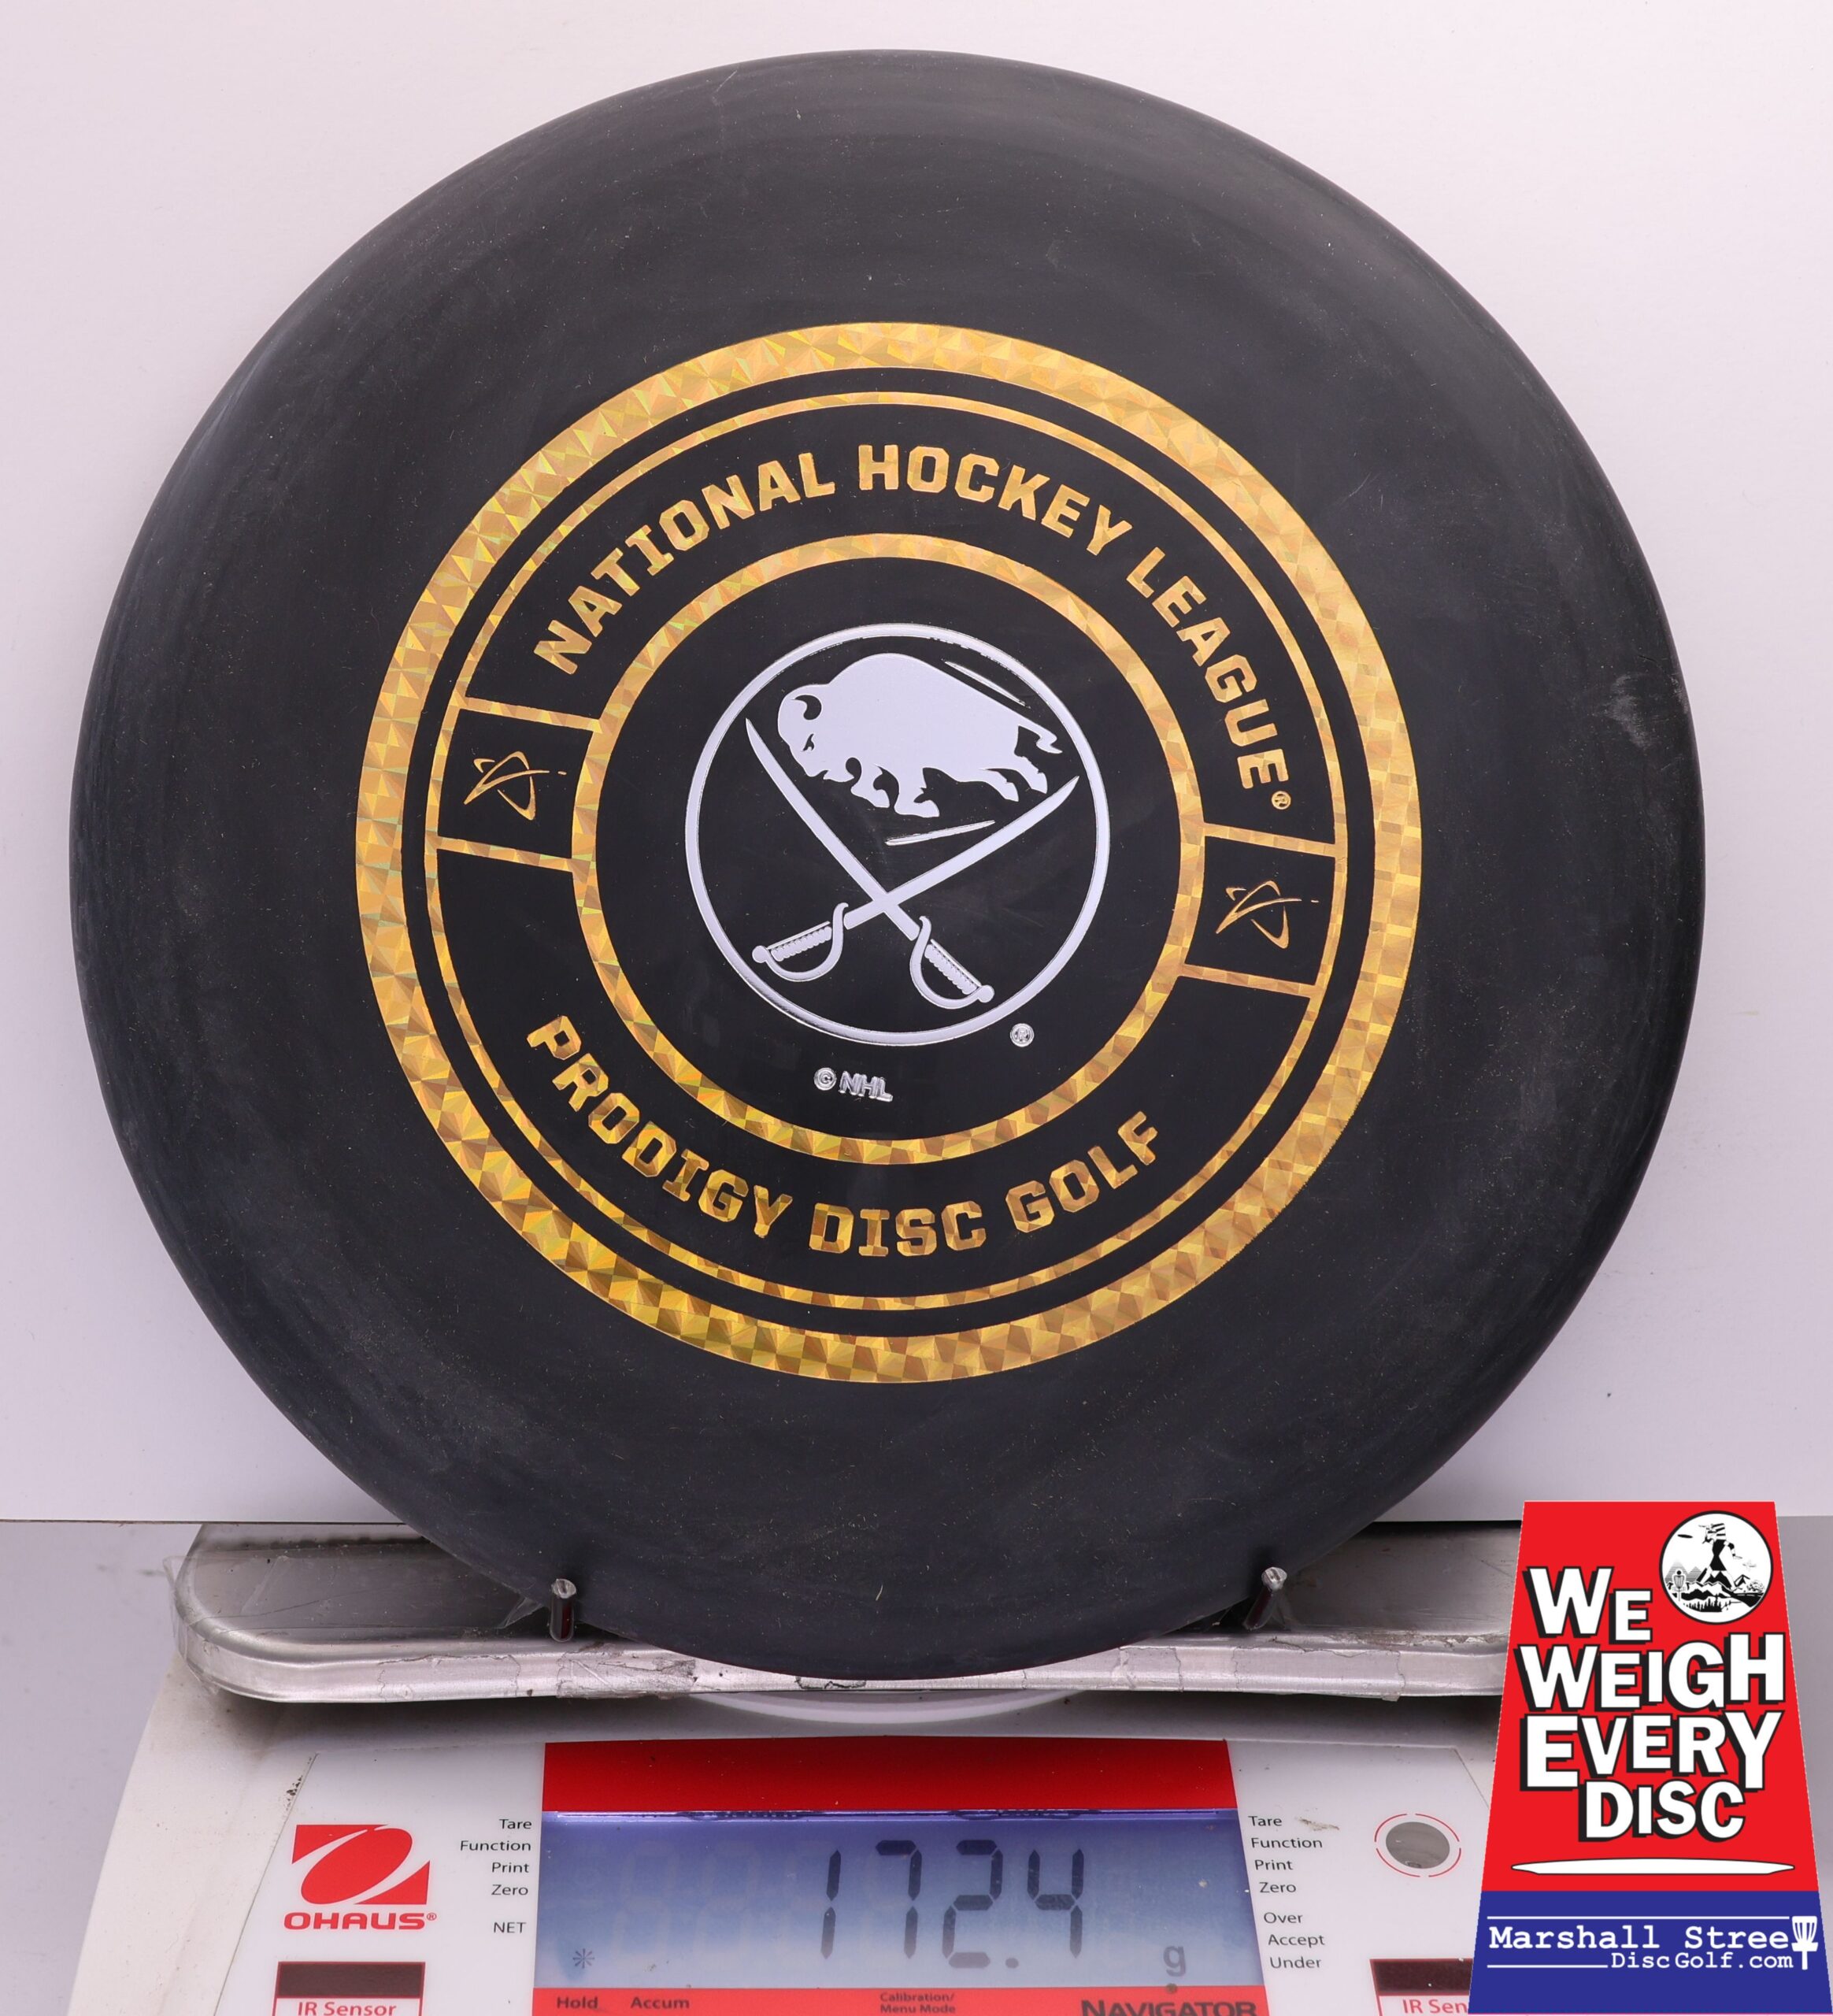 NATIONAL HOCKEY LEAGUE®
®
© NHL
PRODIGY DISC GOLF
OHAUS®
Tare
Function
Print
Zero
NET
172.4
g
Tare
Function
Print
Zero
Over
Accept
Under
IR Sensor
Hold Accum
Calibration/
Menu Mode
NAVIGATOR
IR Sen
WE
WEIGH
EVERY
DISC
Marshall Stree
DiscGolf.com